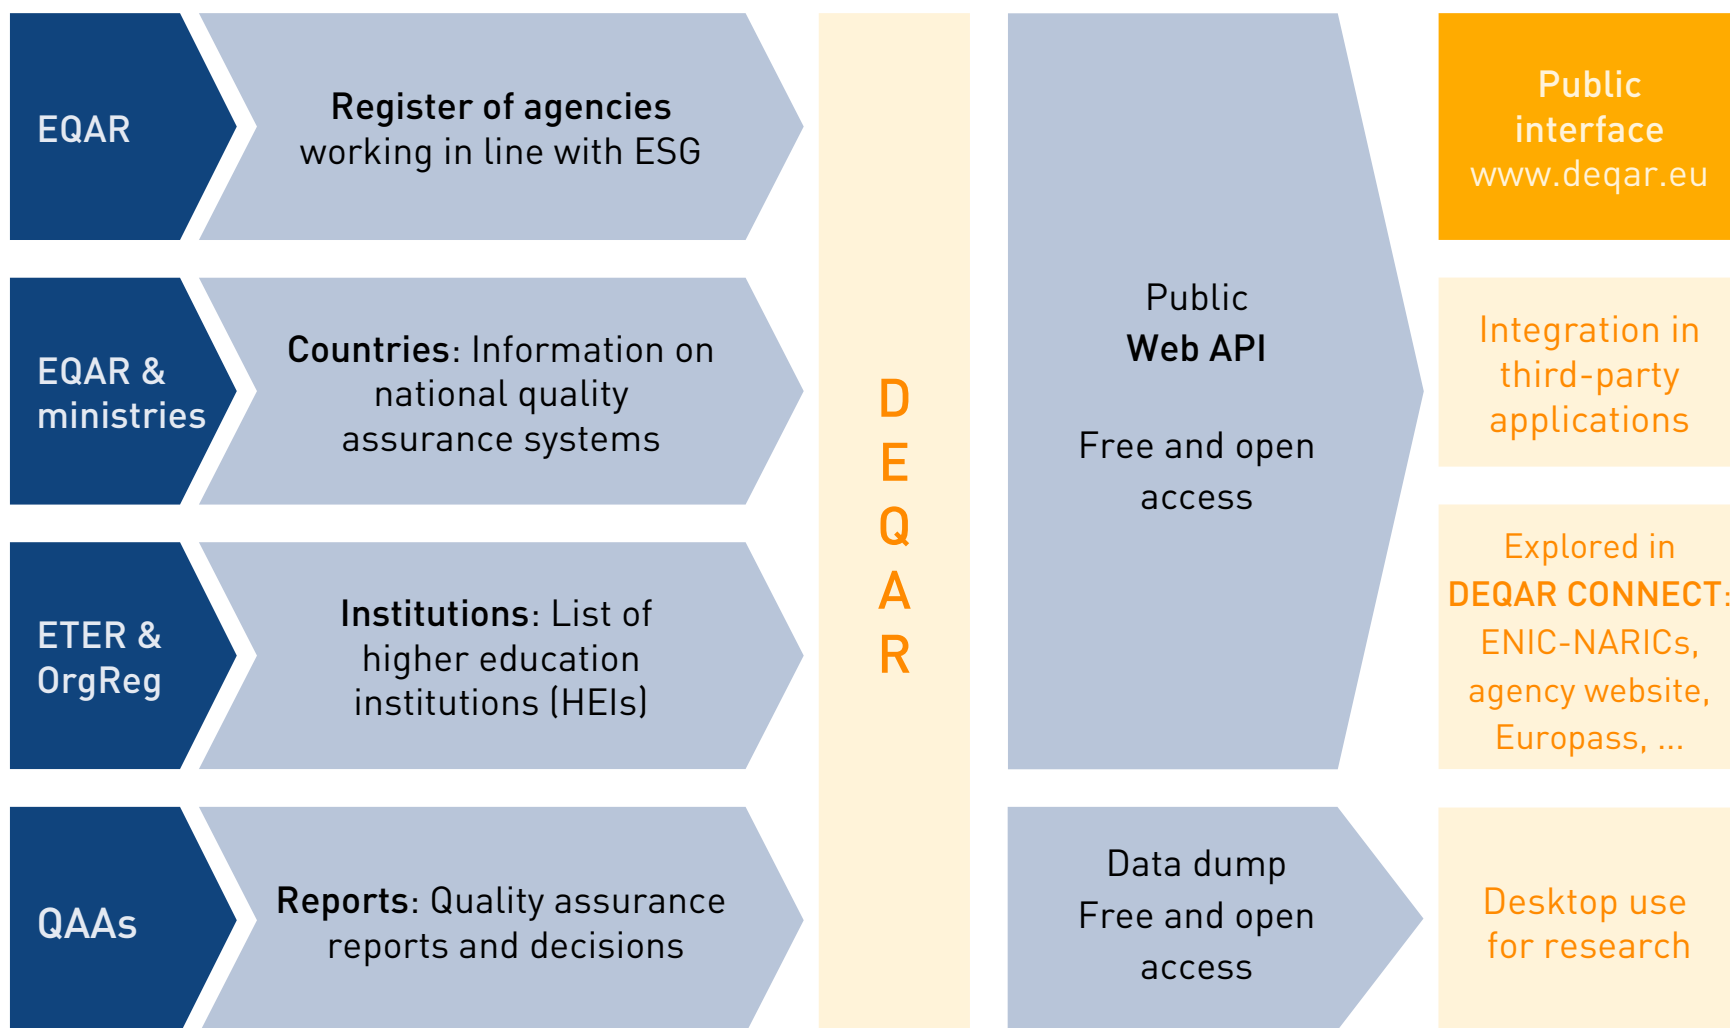 EQAR
Register of agencies
working in line with ESG
EQAR &
ministries
Countries: Information on
national quality
assurance systems
ETER &
OrgReg
Institutions: List of
higher education
institutions (HEIs)
QAAs
Reports: Quality assurance
reports and decisions
D
E
Q
A
R
Public
Web API
Free and open
access
Data dump
Free and open
access
Public
interface
www.deqar.eu
Integration in
third-party
applications
Explored in
DEQAR CONNECT:
ENIC-NARICs,
agency website,
Europass, ...
Desktop use
for research